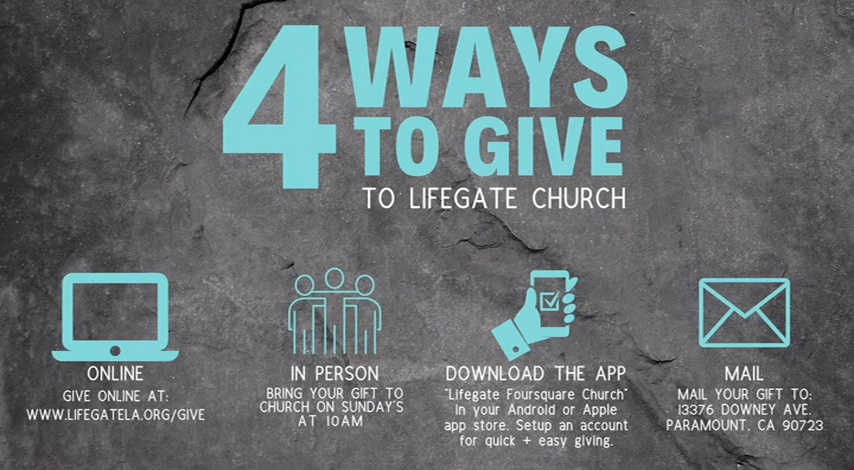 4 WAYS
TO GIVE
TO LIFEGATE CHURCH
ONLINE
GIVE ONLINE AT:
WWW.LIFEGATELA.ORG/GIVE
IN PERSON
BRING YOUR GIFT TO
CHURCH ON SUNDAY'S
AT 10AM
DOWNLOAD THE APP
"Lifegate Foursquare Church"
in your Android or Apple
app store. Setup an account
for quick + easy giving.
MAIL
MAIL YOUR GIFT TO:
13376 DOWNEY AVE.
PARAMOUNT, CA 90723